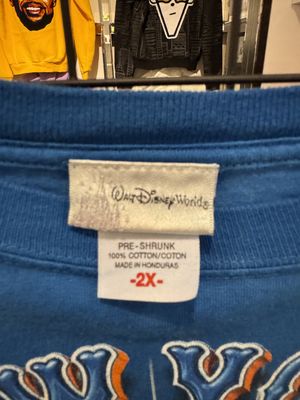 Walt Disney World®
PRE-SHRUNK
100% COTTON/COTON
MADE IN HONDURAS
-2X-